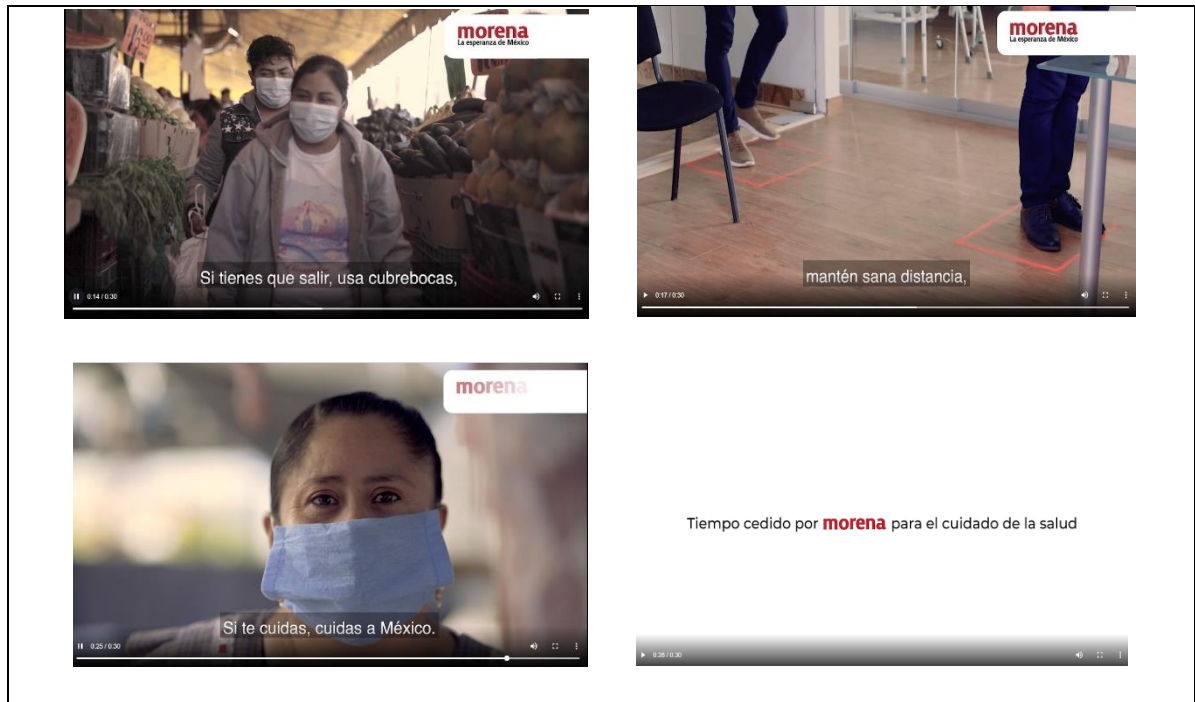 morena
La esperanza de México
Si tienes que salir, usa cubrebocas,
0:14 / 0:30
morena
La esperanza de México
mantén sana distancia,
0:17 / 0:30
morena
Si te cuidas, cuidas a México.
0:25 / 0:30
Tiempo cedido por morena para el cuidado de la salud
0:28 / 0:30